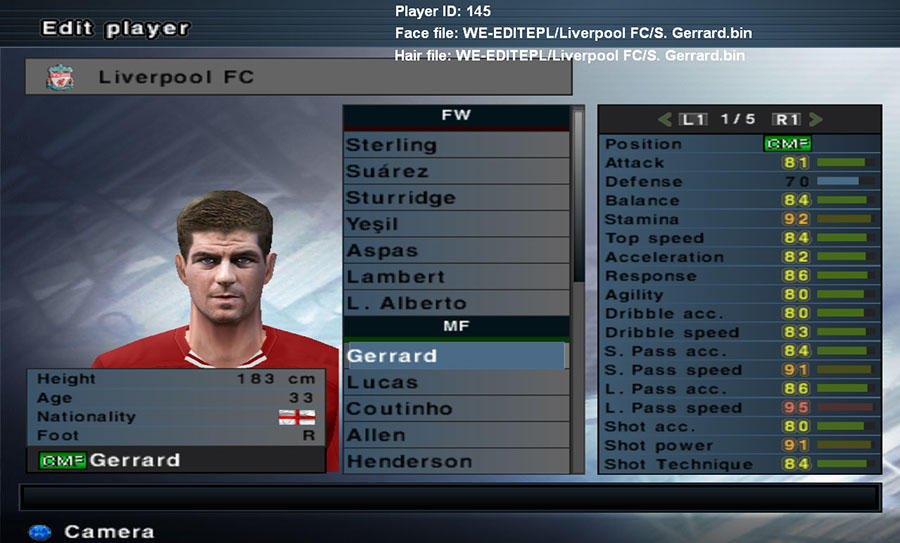 Edit player
Player ID: 145
Face file: WE-EDITEPL/Liverpool FC/S. Gerrard.bin
Hair file: WE-EDITEPL/Liverpool FC/S. Gerrard.bin
Liverpool FC
FW
Sterling
Suárez
Sturridge
Yeşil
Aspas
Lambert
L. Alberto
MF
Gerrard
Lucas
Coutinho
Allen
Henderson
L1 1/5 R1
Position CMF
Attack 81
Defense 70
Balance 84
Stamina 92
Top speed 84
Acceleration 82
Response 86
Agility 80
Dribble acc. 80
Dribble speed 83
S. Pass acc. 84
S. Pass speed 91
L. Pass acc. 86
L. Pass speed 95
Shot acc. 80
Shot power 91
Shot Technique 84
Height 183 cm
Age 33
Nationality
Foot R
CMF Gerrard
Camera